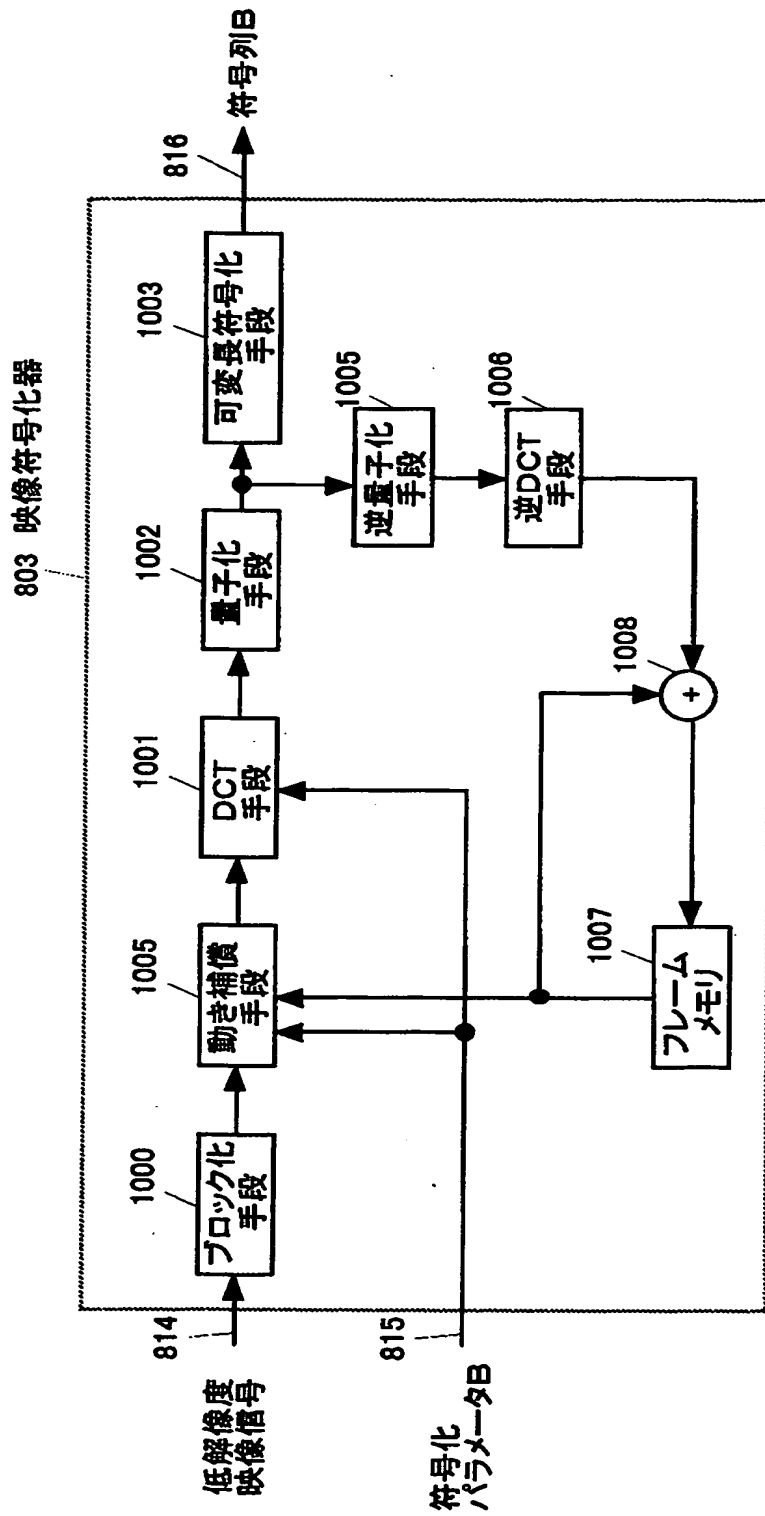 803 映像符号化器
低解像度
映像信号
814
1000
ブロック化
手段
1005
動き補償
手段
1001
DCT
手段
1002
量子化
手段
1003
可変長符号化
手段
816
符号列B
符号化
パラメータB
815
1005
逆量子化
手段
1006
逆DCT
手段
1008
+
1007
フレーム
メモリ